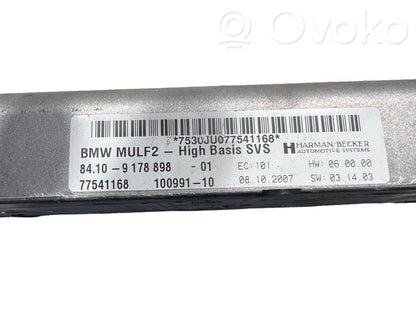 Ovoko
*7530JU077541168*
BMW MULF2 – High Basis SVS
HARMAN/BECKER
AUTOMOTIVE SYSTEMS
84.10 – 9 178 898 – 01 EC:101 HW: 06.00.00
77541168 100991-10 08.10.2007 SW: 03.14.03